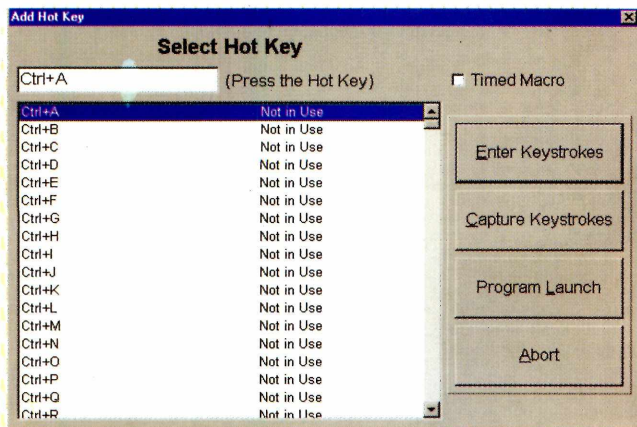 Add Hot Key
Select Hot Key
Ctrl+A (Press the Hot Key) Timed Macro
Ctrl+A Not in Use
Ctrl+B Not in Use
Ctrl+C Not in Use
Ctrl+D Not in Use
Ctrl+E Not in Use
Ctrl+F Not in Use
Ctrl+G Not in Use
Ctrl+H Not in Use
Ctrl+I Not in Use
Ctrl+J Not in Use
Ctrl+K Not in Use
Ctrl+L Not in Use
Ctrl+M Not in Use
Ctrl+N Not in Use
Ctrl+O Not in Use
Ctrl+P Not in Use
Ctrl+Q Not in Use
Ctrl+R Not in Use
Enter Keystrokes
Capture Keystrokes
Program Launch
Abort